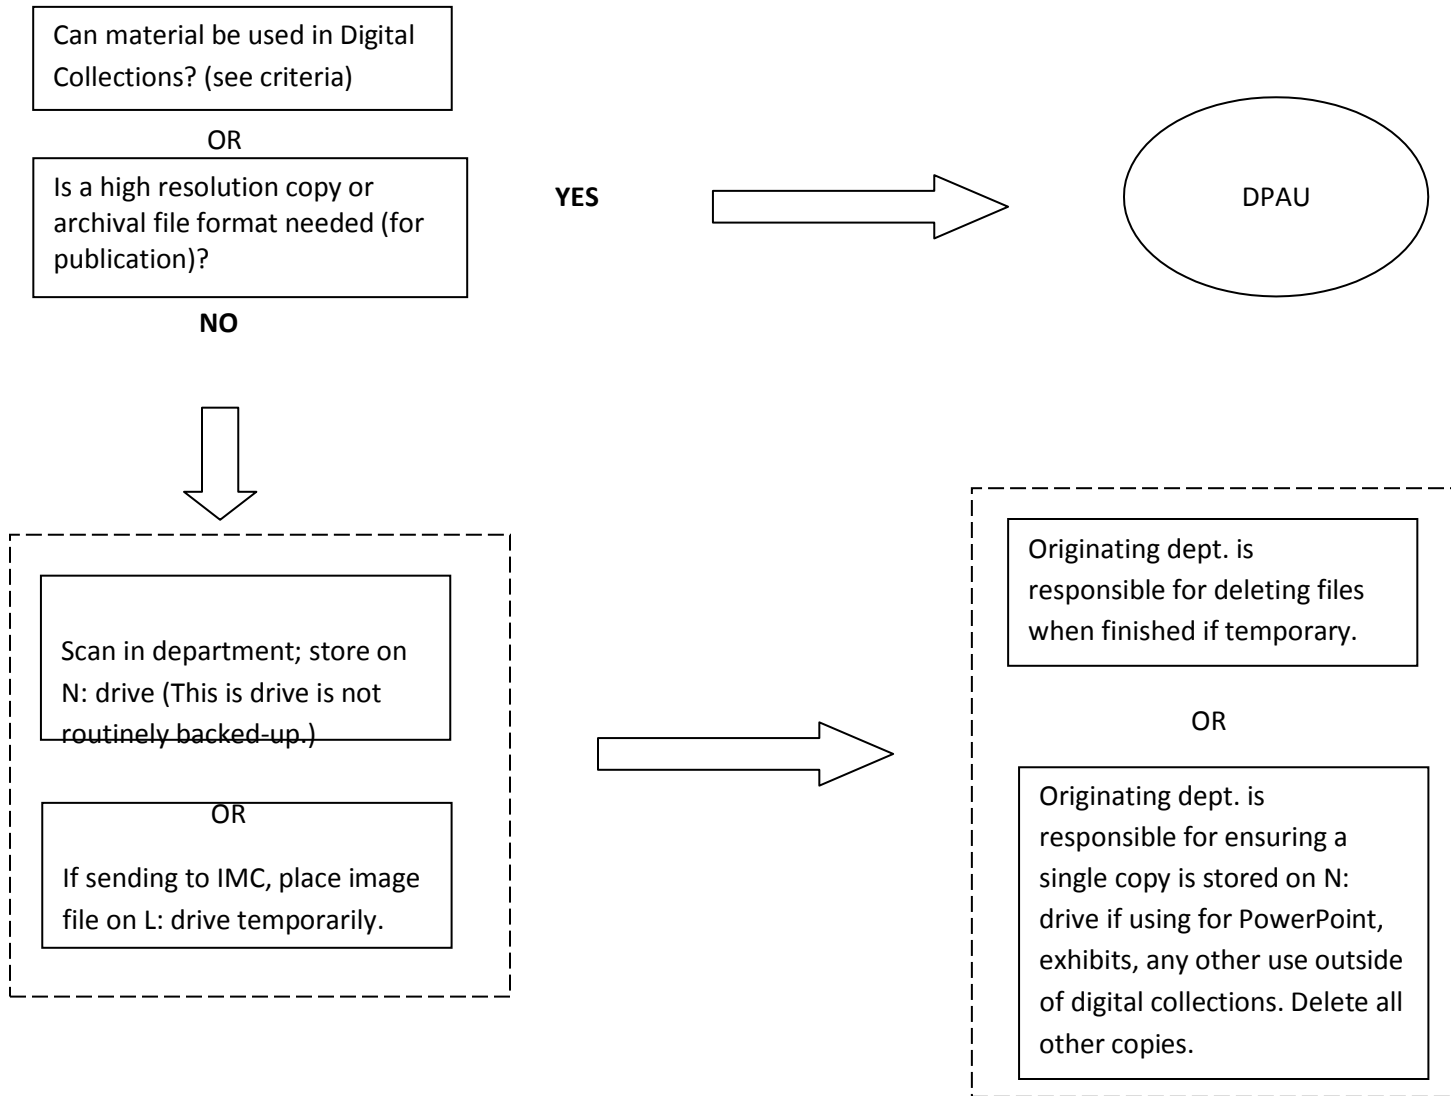 Can material be used in Digital
Collections? (see criteria)
OR
Is a high resolution copy or
archival file format needed (for
publication)?
YES
DPAU
NO
Scan in department; store on
N: drive (This is drive is not
routinely backed-up.)
OR
If sending to IMC, place image
file on L: drive temporarily.
Originating dept. is
responsible for deleting files
when finished if temporary.
OR
Originating dept. is
responsible for ensuring a
single copy is stored on N:
drive if using for PowerPoint,
exhibits, any other use outside
of digital collections. Delete all
other copies.